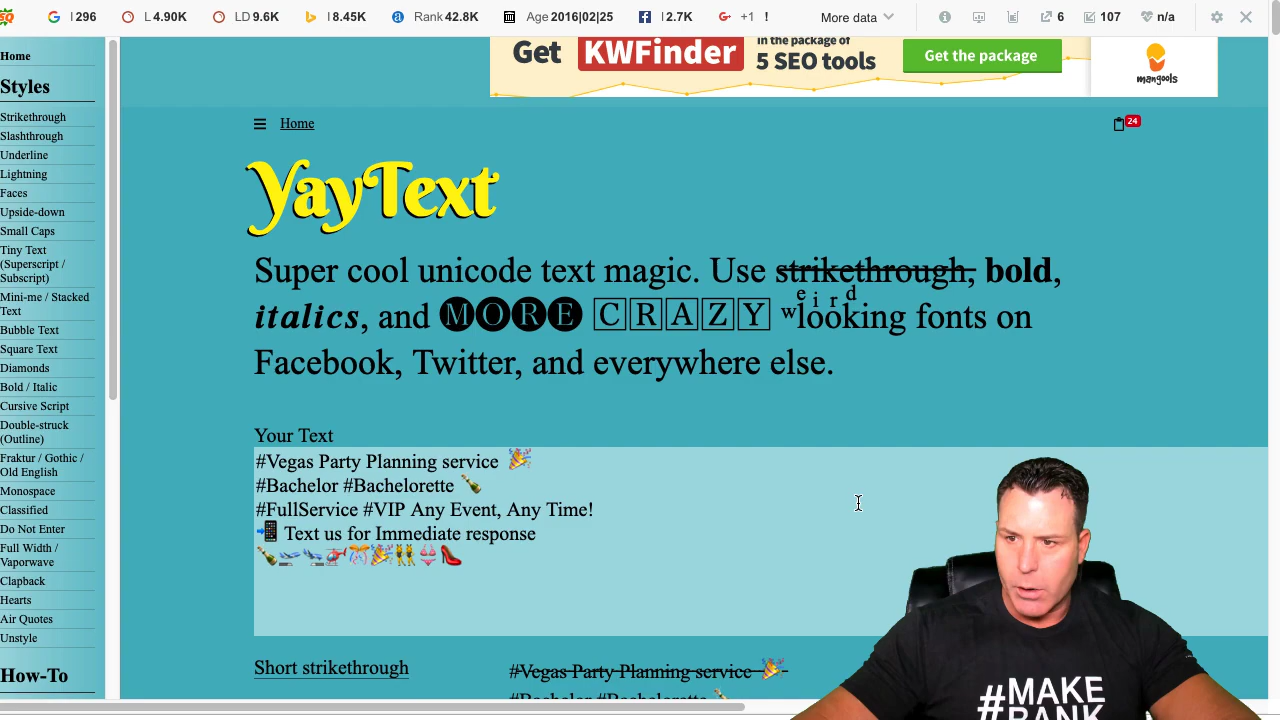 I 296
L 4.90K
LD 9.6K
I 8.45K
Rank 42.8K
Age 2016|02|25
I 2.7K
+1 !
More data
6
107
n/a
Home
Styles
Strikethrough
Slashthrough
Underline
Lightning
Faces
Upside-down
Small Caps
Tiny Text
(Superscript /
Subscript)
Mini-me / Stacked
Text
Bubble Text
Square Text
Diamonds
Bold / Italic
Cursive Script
Double-struck
(Outline)
Fraktur / Gothic /
Old English
Monospace
Classified
Do Not Enter
Full Width /
Vaporwave
Clapback
Hearts
Air Quotes
Unstyle
How-To
Get KWFinder in the package of
5 SEO tools
Get the package
mangools
Home
24
YayText
Super cool unicode text magic. Use strikethrough, bold,
italics, and MORE CRAZY weird looking fonts on
Facebook, Twitter, and everywhere else.
Your Text
#Vegas Party Planning service 🎉
#Bachelor #Bachelorette 🍾
#FullService #VIP Any Event, Any Time!
📲 Text us for Immediate response
🍾🛫🛬🚁🎊🎉👯👙👠
Short strikethrough
#Vegas Party Planning service 🎉
#Bachelor #Bachelorette 🍾
#MAKE
RANK